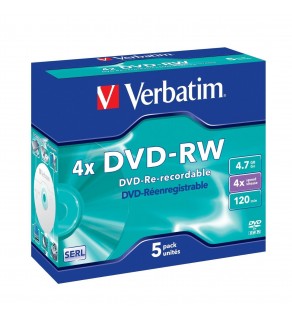 Verbatim
4x DVD-RW
DVD-Re-recordable
DVD-Réenregistrable
4.7
4x
120 min
SERL
5 pack
unités
DVD
RW